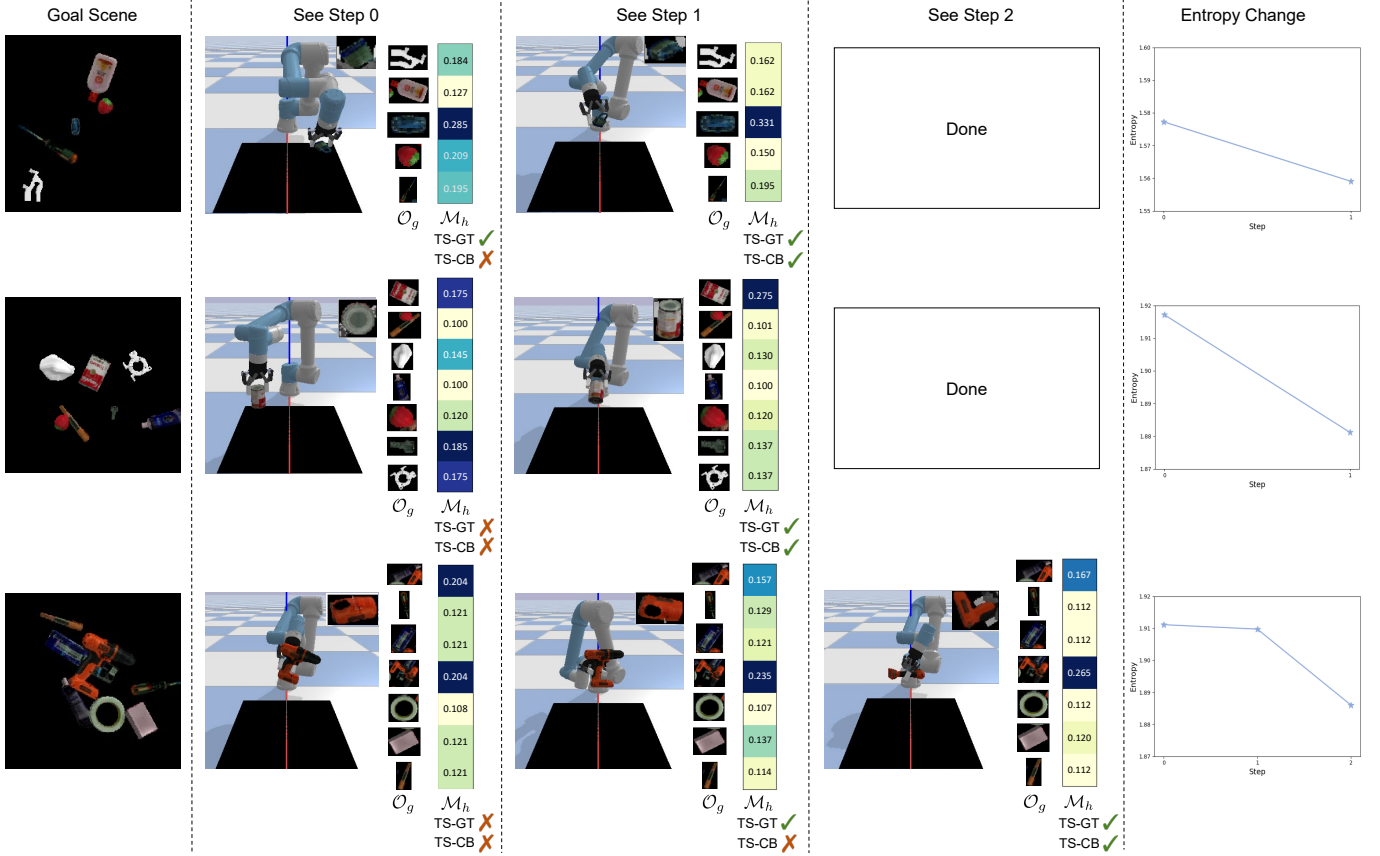 Goal Scene
See Step 0
See Step 1
See Step 2
Entropy Change
0.184
0.127
0.285
0.209
0.195
𝒪g
ℳh
TS-GT ✓
TS-CB ✗
0.162
0.162
0.331
0.150
0.195
𝒪g
ℳh
TS-GT ✓
TS-CB ✓
Done
1.60
1.59
1.58
1.57
1.56
1.55
Entropy
0
1
Step
0.175
0.100
0.145
0.100
0.120
0.185
0.175
𝒪g
ℳh
TS-GT ✗
TS-CB ✗
0.275
0.101
0.130
0.100
0.120
0.137
0.137
𝒪g
ℳh
TS-GT ✓
TS-CB ✓
Done
1.92
1.91
1.90
1.89
1.88
1.87
Entropy
0
1
Step
0.204
0.121
0.121
0.204
0.108
0.121
0.121
𝒪g
ℳh
TS-GT ✗
TS-CB ✗
0.157
0.129
0.121
0.235
0.107
0.137
0.114
𝒪g
ℳh
TS-GT ✓
TS-CB ✗
0.167
0.112
0.112
0.265
0.112
0.120
0.112
𝒪g
ℳh
TS-GT ✓
TS-CB ✓
1.92
1.91
1.90
1.89
1.88
1.87
Entropy
0
1
2
Step